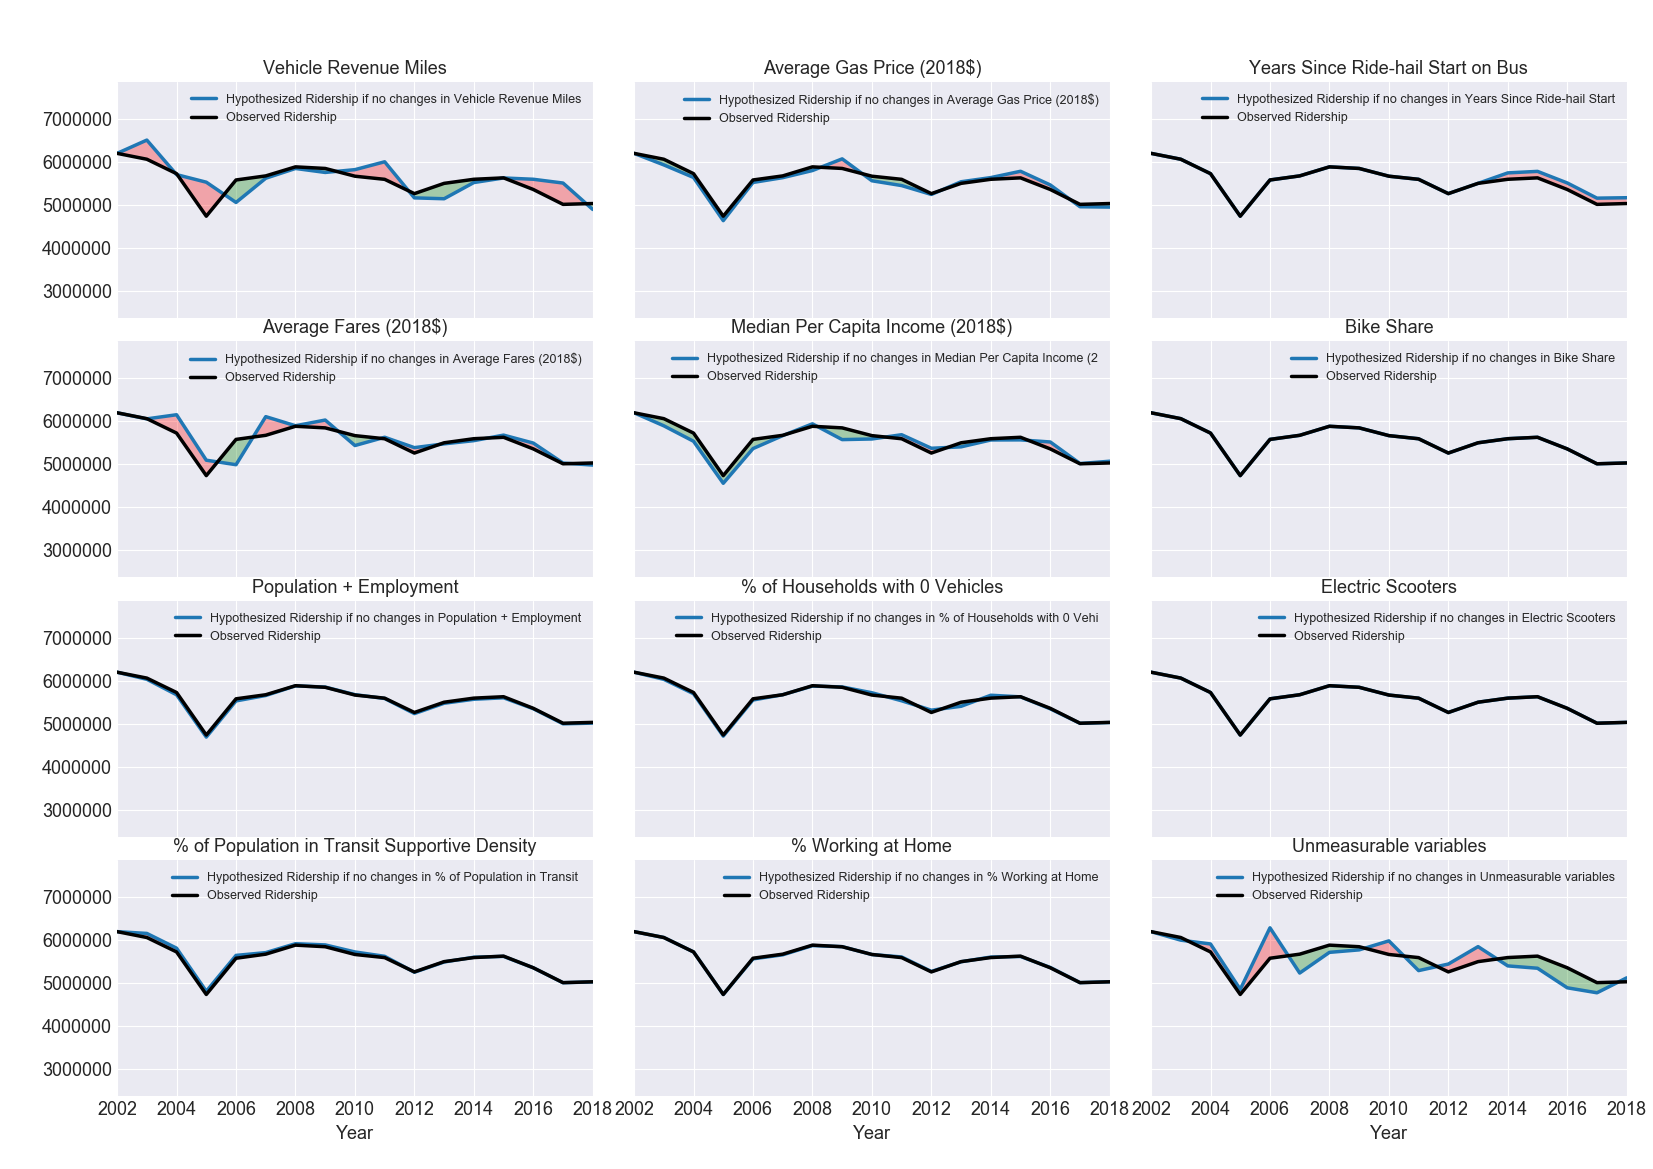 Vehicle Revenue Miles
Hypothesized Ridership if no changes in Vehicle Revenue Miles
Observed Ridership
7000000
6000000
5000000
4000000
3000000
Average Gas Price (2018$)
Hypothesized Ridership if no changes in Average Gas Price (2018$)
Observed Ridership
Years Since Ride-hail Start on Bus
Hypothesized Ridership if no changes in Years Since Ride-hail Start
Observed Ridership
Average Fares (2018$)
Hypothesized Ridership if no changes in Average Fares (2018$)
Observed Ridership
7000000
6000000
5000000
4000000
3000000
Median Per Capita Income (2018$)
Hypothesized Ridership if no changes in Median Per Capita Income (2
Observed Ridership
Bike Share
Hypothesized Ridership if no changes in Bike Share
Observed Ridership
Population + Employment
Hypothesized Ridership if no changes in Population + Employment
Observed Ridership
7000000
6000000
5000000
4000000
3000000
% of Households with 0 Vehicles
Hypothesized Ridership if no changes in % of Households with 0 Vehi
Observed Ridership
Electric Scooters
Hypothesized Ridership if no changes in Electric Scooters
Observed Ridership
% of Population in Transit Supportive Density
Hypothesized Ridership if no changes in % of Population in Transit
Observed Ridership
7000000
6000000
5000000
4000000
3000000
2002 2004 2006 2008 2010 2012 2014 2016 2018
Year
% Working at Home
Hypothesized Ridership if no changes in % Working at Home
Observed Ridership
2002 2004 2006 2008 2010 2012 2014 2016 2018
Year
Unmeasurable variables
Hypothesized Ridership if no changes in Unmeasurable variables
Observed Ridership
2002 2004 2006 2008 2010 2012 2014 2016 2018
Year